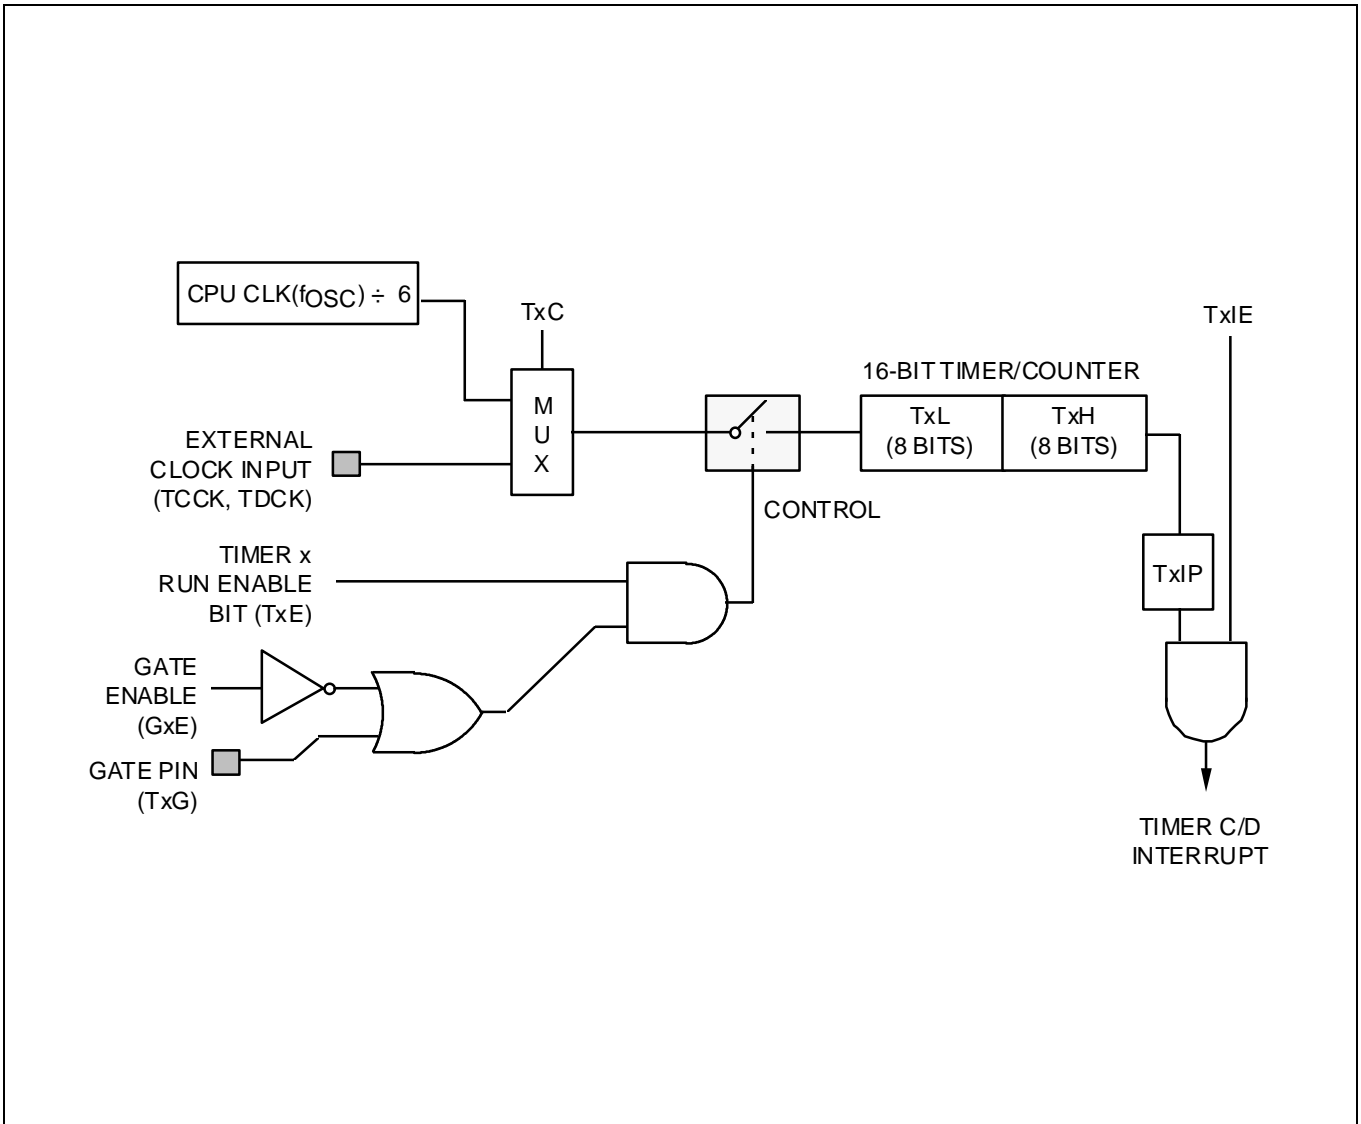 CPU CLK(fOSC) ÷ 6
TxC
TxIE
16-BIT TIMER/COUNTER
M
U
X
TxL
(8 BITS)
TxH
(8 BITS)
EXTERNAL
CLOCK INPUT
(TCCK, TDCK)
CONTROL
TIMER x
RUN ENABLE
BIT (TxE)
TxIP
GATE
ENABLE
(GxE)
GATE PIN
(TxG)
TIMER C/D
INTERRUPT